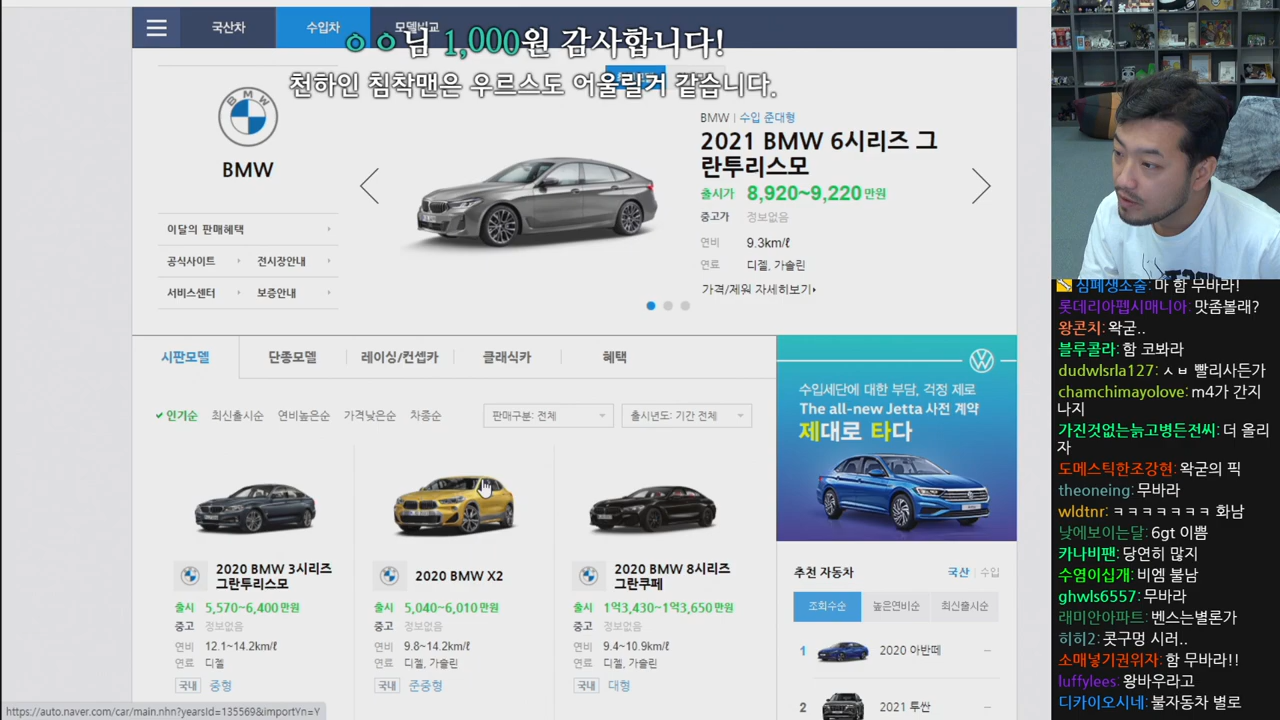 국산차
수입차
모델비교
ㅇㅇ님 1,000원 감사합니다!
천하인 침착맨은 우르스도 어울릴거 같습니다.
BMW
BMW
이달의 판매혜택
공식사이트
전시장안내
서비스센터
보증안내
BMW | 수입 준대형
2021 BMW 6시리즈 그
란투리스모
출시가 8,920~9,220 만원
중고가 정보없음
연비 9.3km/ℓ
연료 디젤, 가솔린
가격/제원 자세히보기
시판모델
단종모델
레이싱/컨셉카
클래식카
혜택
인기순
최신출시순
연비높은순
가격낮은순
차종순
판매구분: 전체
출시년도: 기간 전체
2020 BMW 3시리즈
그란투리스모
출시 5,570~6,400 만원
중고 정보없음
연비 12.1~14.2km/ℓ
연료 디젤
국내 중형
2020 BMW X2
출시 5,040~6,010 만원
중고 정보없음
연비 9.8~14.2km/ℓ
연료 디젤, 가솔린
국내 준중형
2020 BMW 8시리즈
그란쿠페
출시 1억3,430~1억3,650 만원
중고 정보없음
연비 9.4~10.9km/ℓ
연료 디젤, 가솔린
국내 대형
수입세단에 대한 부담, 걱정 제로
The all-new Jetta 사전 계약
제대로 타다
추천 자동차
국산 | 수입
조회수순
높은연비순
최신출시순
1 2020 아반떼 –
2 2021 투싼 –
https://auto.naver.com/car/main.nhn?yearsId=135569&importYn=Y
심폐생소술: 마 함 무바라!
롯데리아펩시매니아: 맛좀볼래?
왕콘치: 왁굳..
블루콜라: 함 코봐라
dudwlsrla127: ㅅㅂ 빨리사든가
chamchimayolove: m4가 간지
나지
가진것없는늙고병든전씨: 더 올리
자
도메스틱한조강현: 왁굳의 픽
theoneing: 무바라
wldtnr: ㅋㅋㅋㅋㅋㅋㅋ 화남
낮에보이는달: 6gt 이쁨
카나비팬: 당연히 많지
수염이십개: 비엠 불남
ghwls6557: 무바라
래미안아파트: 벤스는별론가
히히2: 콧구멍 시러..
소매넣기권위자: 함 무바라!!
luffylees: 왕바우라고
디카이오시네: 불자동차 별로